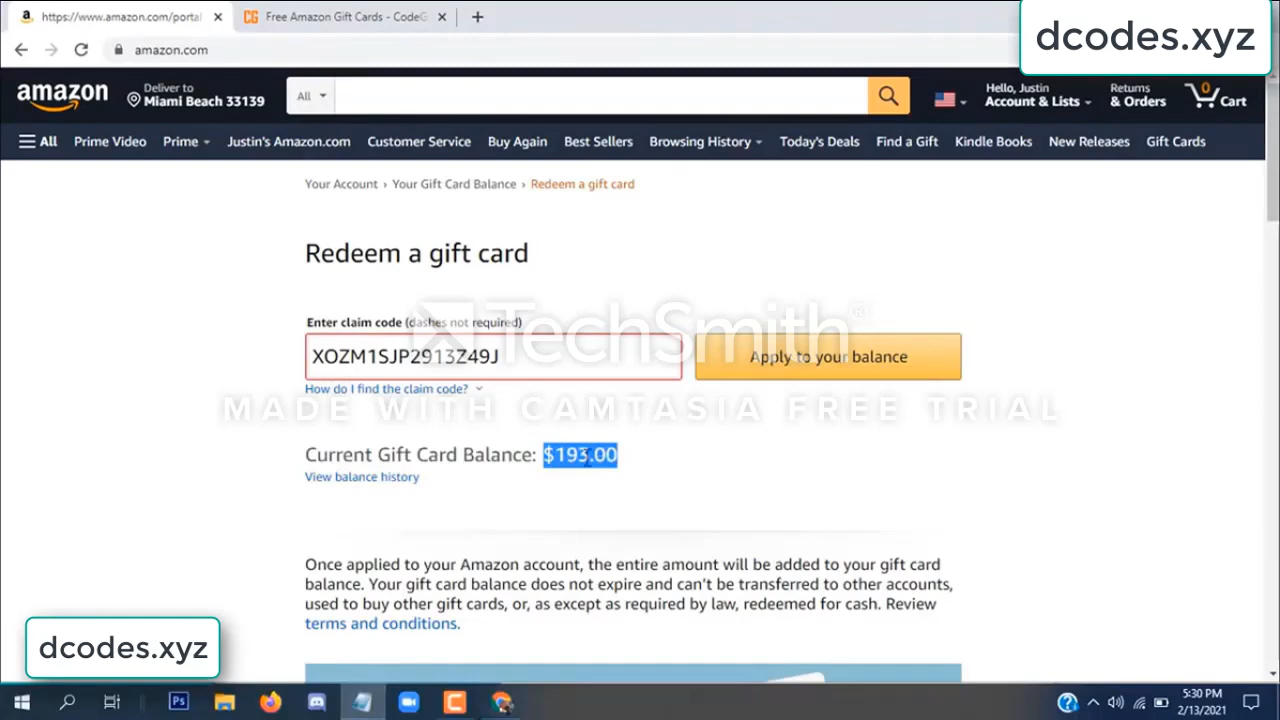 https://www.amazon.com/portal
Free Amazon Gift Cards - CodeG
amazon.com
dcodes.xyz
amazon
Deliver to
Miami Beach 33139
All
Hello, Justin
Account & Lists
Returns
& Orders
0
Cart
All
Prime Video
Prime
Justin's Amazon.com
Customer Service
Buy Again
Best Sellers
Browsing History
Today's Deals
Find a Gift
Kindle Books
New Releases
Gift Cards
Your Account › Your Gift Card Balance › Redeem a gift card
Redeem a gift card
TechSmith®
Enter claim code (dashes not required)
XOZM1SJP2913Z49J
Apply to your balance
How do I find the claim code?
MADE WITH CAMTASIA FREE TRIAL
Current Gift Card Balance: $193.00
View balance history
Once applied to your Amazon account, the entire amount will be added to your gift card
balance. Your gift card balance does not expire and can't be transferred to other accounts,
used to buy other gift cards, or, as except as required by law, redeemed for cash. Review
terms and conditions.
dcodes.xyz
Ps
5:30 PM
2/13/2021